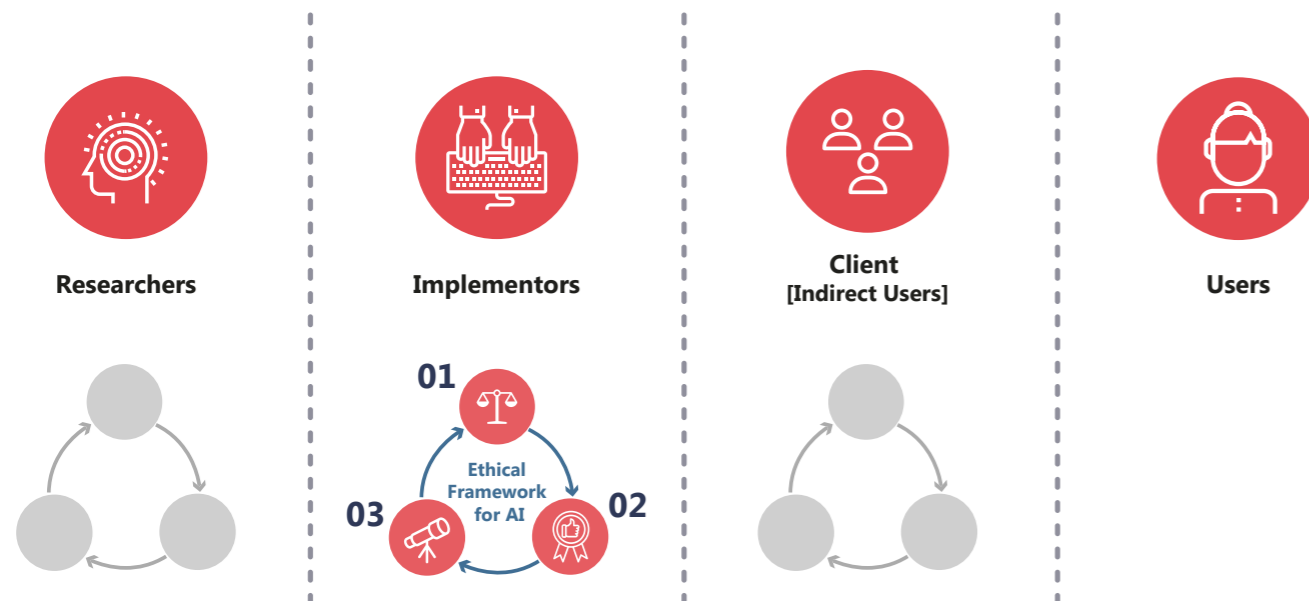 Researchers
Implementors
Client
[Indirect Users]
Users
01
Ethical
Framework
for AI
03
02